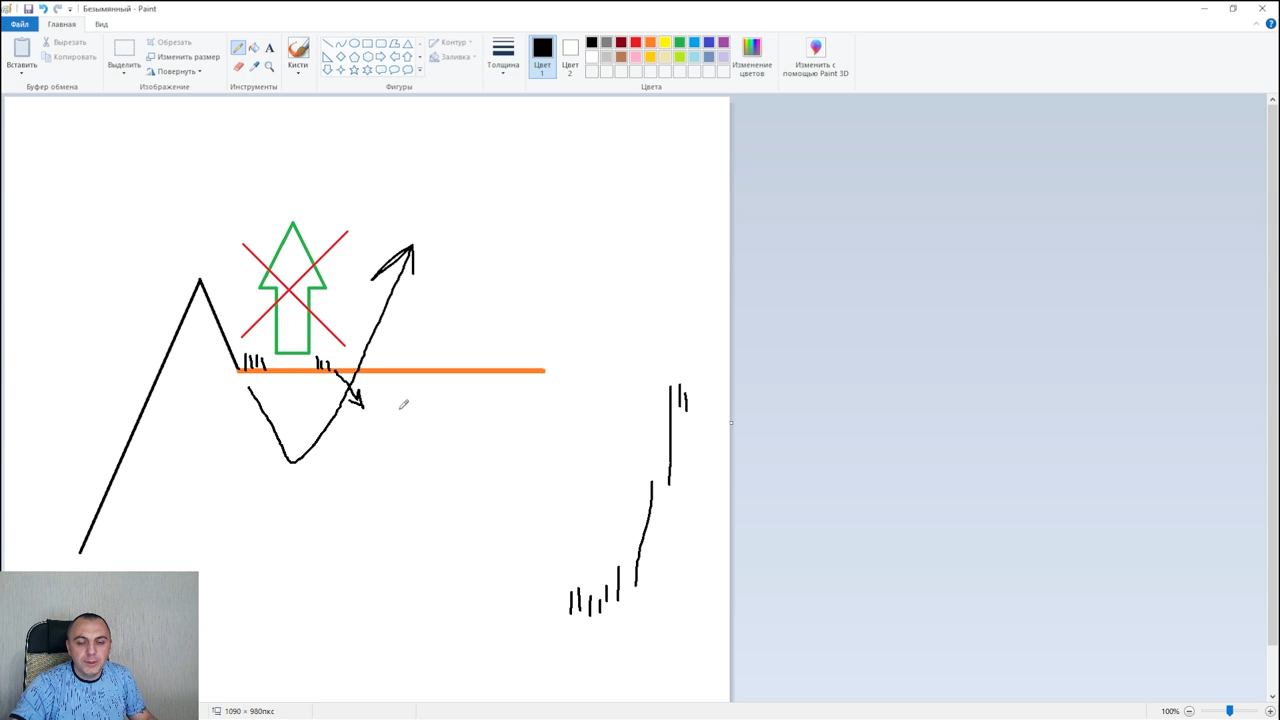 Безымянный - Paint
Файл Главная Вид
Вставить
Вырезать
Копировать
Буфер обмена
Выделить
Обрезать
Изменить размер
Повернуть
Изображение
A
Инструменты
Кисти
Фигуры
Контур
Заливка
Толщина
Цвет 1
Цвет 2
Цвета
Изменение цветов
Изменить с помощью Paint 3D
1090 × 980пкс
100%